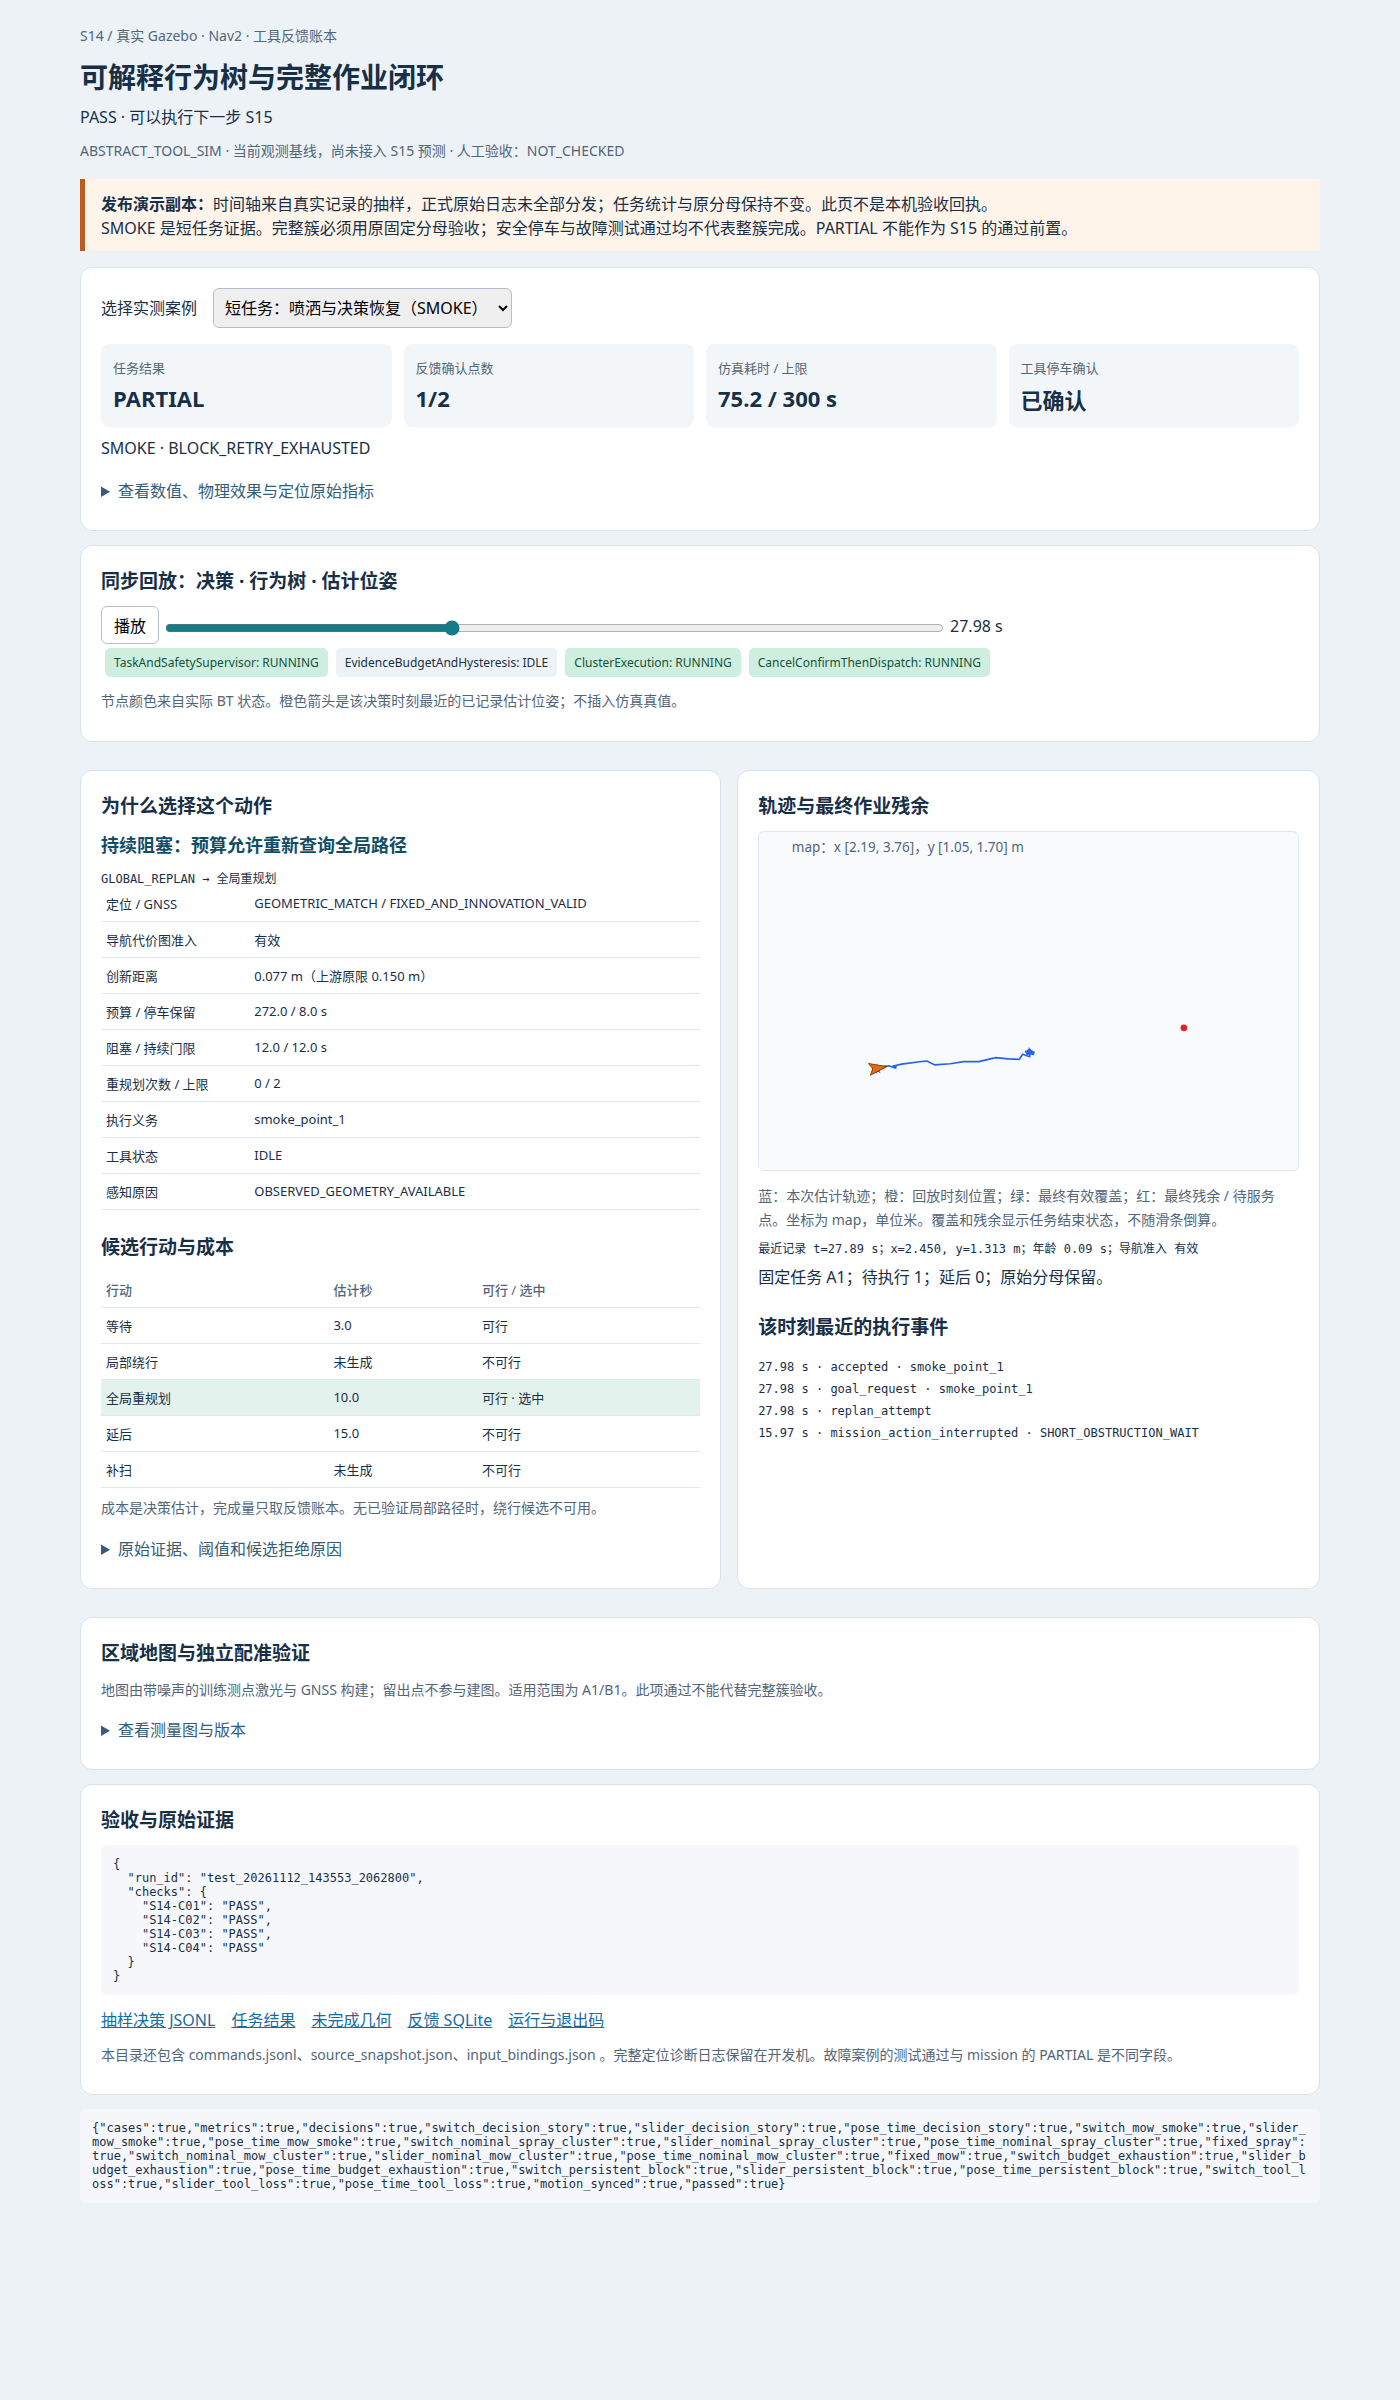 S14 / 真实 Gazebo · Nav2 · 工具反馈账本
可解释行为树与完整作业闭环
PASS · 可以执行下一步 S15
ABSTRACT_TOOL_SIM · 当前观测基线，尚未接入 S15 预测 · 人工验收：NOT_CHECKED
发布演示副本：时间轴来自真实记录的抽样，正式原始日志未全部分发；任务统计与原分母保持不变。此页不是本机验收回执。
SMOKE 是短任务证据。完整簇必须用原固定分母验收；安全停车与故障测试通过均不代表整簇完成。PARTIAL 不能作为 S15 的通过前置。
选择实测案例 短任务：喷洒与决策恢复（SMOKE）
任务结果
PARTIAL
反馈确认点数
1/2
仿真耗时 / 上限
75.2 / 300 s
工具停车确认
已确认
SMOKE · BLOCK_RETRY_EXHAUSTED
▶ 查看数值、物理效果与定位原始指标
同步回放：决策 · 行为树 · 估计位姿
播放 27.98 s
TaskAndSafetySupervisor: RUNNING EvidenceBudgetAndHysteresis: IDLE ClusterExecution: RUNNING CancelConfirmThenDispatch: RUNNING
节点颜色来自实际 BT 状态。橙色箭头是该决策时刻最近的已记录估计位姿；不插入仿真真值。
为什么选择这个动作
持续阻塞：预算允许重新查询全局路径
GLOBAL_REPLAN → 全局重规划
定位 / GNSS GEOMETRIC_MATCH / FIXED_AND_INNOVATION_VALID
导航代价图准入 有效
创新距离 0.077 m（上游原限 0.150 m）
预算 / 停车保留 272.0 / 8.0 s
阻塞 / 持续门限 12.0 / 12.0 s
重规划次数 / 上限 0 / 2
执行义务 smoke_point_1
工具状态 IDLE
感知原因 OBSERVED_GEOMETRY_AVAILABLE
候选行动与成本
行动 估计秒 可行 / 选中
等待 3.0 可行
局部绕行 未生成 不可行
全局重规划 10.0 可行 · 选中
延后 15.0 不可行
补扫 未生成 不可行
成本是决策估计，完成量只取反馈账本。无已验证局部路径时，绕行候选不可用。
▶ 原始证据、阈值和候选拒绝原因
轨迹与最终作业残余
map：x [2.19, 3.76]，y [1.05, 1.70] m
蓝：本次估计轨迹；橙：回放时刻位置；绿：最终有效覆盖；红：最终残余 / 待服务
点。坐标为 map，单位米。覆盖和残余显示任务结束状态，不随滑条倒算。
最近记录 t=27.89 s；x=2.450, y=1.313 m；年龄 0.09 s；导航准入 有效
固定任务 A1；待执行 1；延后 0；原始分母保留。
该时刻最近的执行事件
27.98 s · accepted · smoke_point_1
27.98 s · goal_request · smoke_point_1
27.98 s · replan_attempt
15.97 s · mission_action_interrupted · SHORT_OBSTRUCTION_WAIT
区域地图与独立配准验证
地图由带噪声的训练测点激光与 GNSS 构建；留出点不参与建图。适用范围为 A1/B1。此项通过不能代替完整簇验收。
▶ 查看测量图与版本
验收与原始证据
{
"run_id": "test_20261112_143553_2062800",
"checks": {
"S14-C01": "PASS",
"S14-C02": "PASS",
"S14-C03": "PASS",
"S14-C04": "PASS"
}
}
抽样决策 JSONL 任务结果 未完成几何 反馈 SQLite 运行与退出码
本目录还包含 commands.jsonl、source_snapshot.json、input_bindings.json 。完整定位诊断日志保留在开发机。故障案例的测试通过与 mission 的 PARTIAL 是不同字段。
{"cases":true,"metrics":true,"decisions":true,"switch_decision_story":true,"slider_decision_story":true,"pose_time_decision_story":true,"switch_mow_smoke":true,"slider_
mow_smoke":true,"pose_time_mow_smoke":true,"switch_nominal_spray_cluster":true,"slider_nominal_spray_cluster":true,"pose_time_nominal_spray_cluster":true,"fixed_spray":
true,"switch_nominal_mow_cluster":true,"slider_nominal_mow_cluster":true,"pose_time_nominal_mow_cluster":true,"fixed_mow":true,"switch_budget_exhaustion":true,"slider_b
udget_exhaustion":true,"pose_time_budget_exhaustion":true,"switch_persistent_block":true,"slider_persistent_block":true,"pose_time_persistent_block":true,"switch_tool_l
oss":true,"slider_tool_loss":true,"pose_time_tool_loss":true,"motion_synced":true,"passed":true}